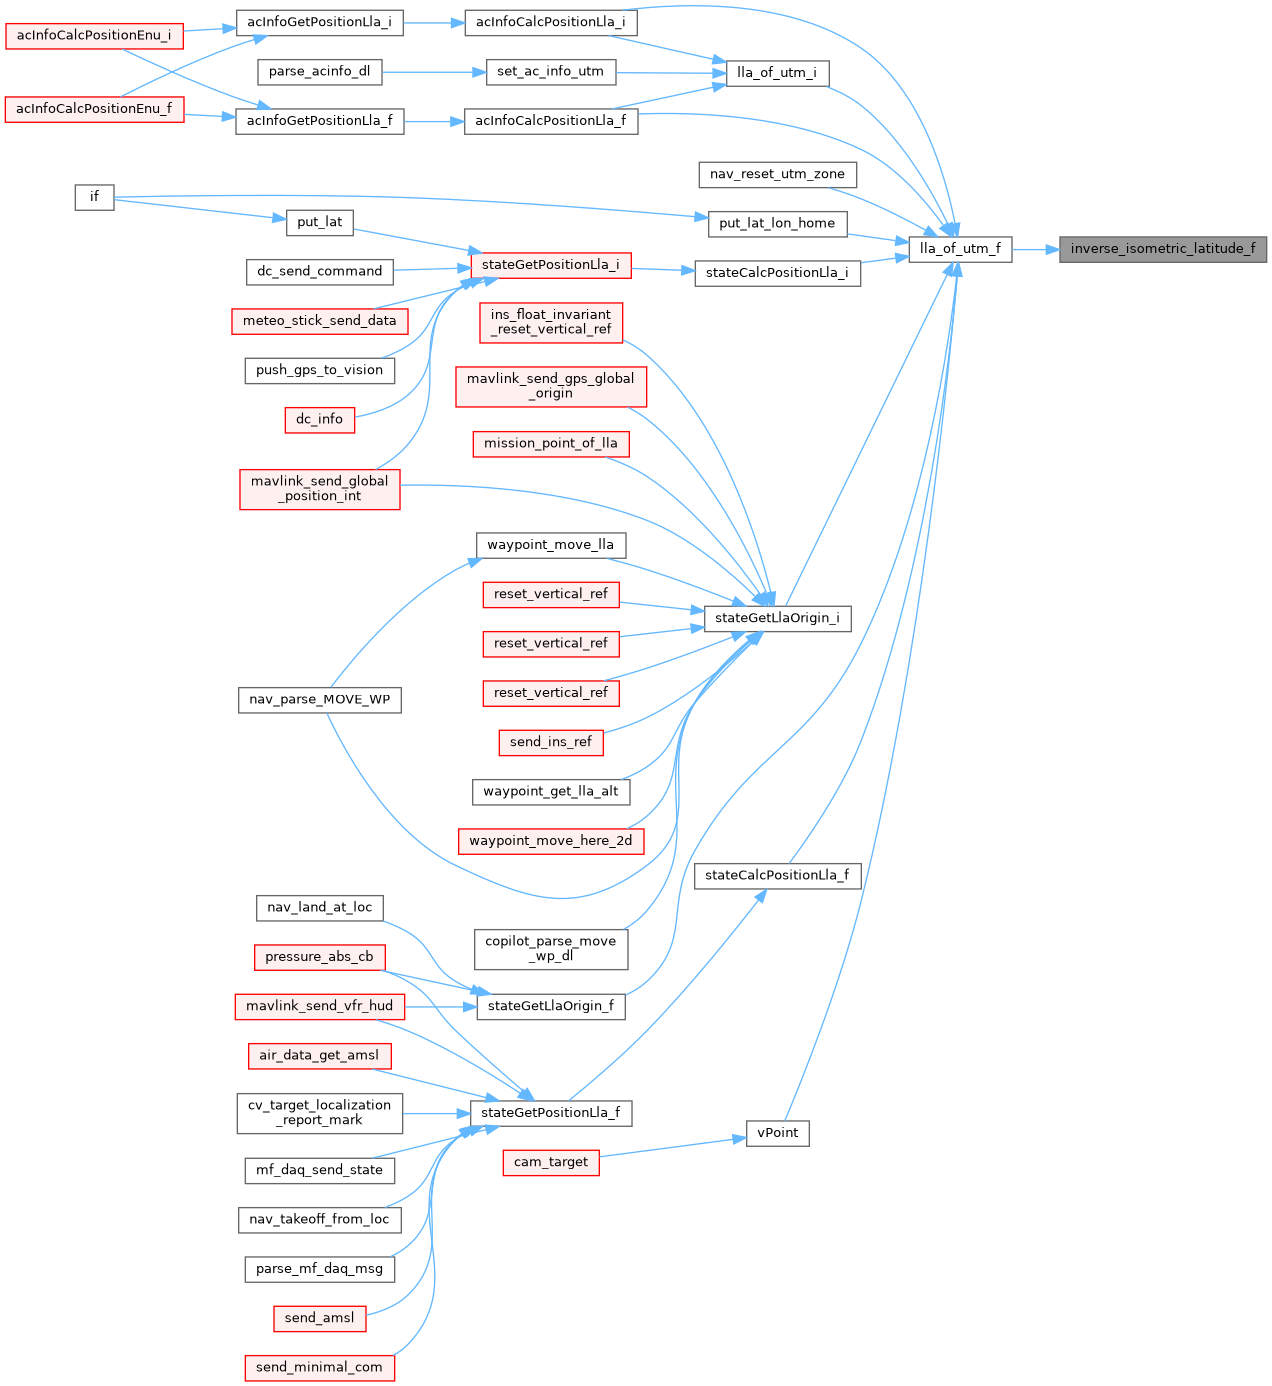 acInfoGetPositionLla_i
acInfoCalcPositionLla_i
acInfoCalcPositionEnu_i
parse_acinfo_dl
set_ac_info_utm
lla_of_utm_i
acInfoCalcPositionEnu_f
acInfoGetPositionLla_f
acInfoCalcPositionLla_f
nav_reset_utm_zone
if
put_lat
put_lat_lon_home
lla_of_utm_f
inverse_isometric_latitude_f
dc_send_command
stateGetPositionLla_i
stateCalcPositionLla_i
meteo_stick_send_data
ins_float_invariant
_reset_vertical_ref
push_gps_to_vision
mavlink_send_gps_global
_origin
dc_info
mission_point_of_lla
mavlink_send_global
_position_int
waypoint_move_lla
reset_vertical_ref
stateGetLlaOrigin_i
reset_vertical_ref
nav_parse_MOVE_WP
reset_vertical_ref
send_ins_ref
waypoint_get_lla_alt
waypoint_move_here_2d
stateCalcPositionLla_f
nav_land_at_loc
copilot_parse_move
_wp_dl
pressure_abs_cb
mavlink_send_vfr_hud
stateGetLlaOrigin_f
air_data_get_amsl
cv_target_localization
_report_mark
stateGetPositionLla_f
vPoint
mf_daq_send_state
cam_target
nav_takeoff_from_loc
parse_mf_daq_msg
send_amsl
send_minimal_com